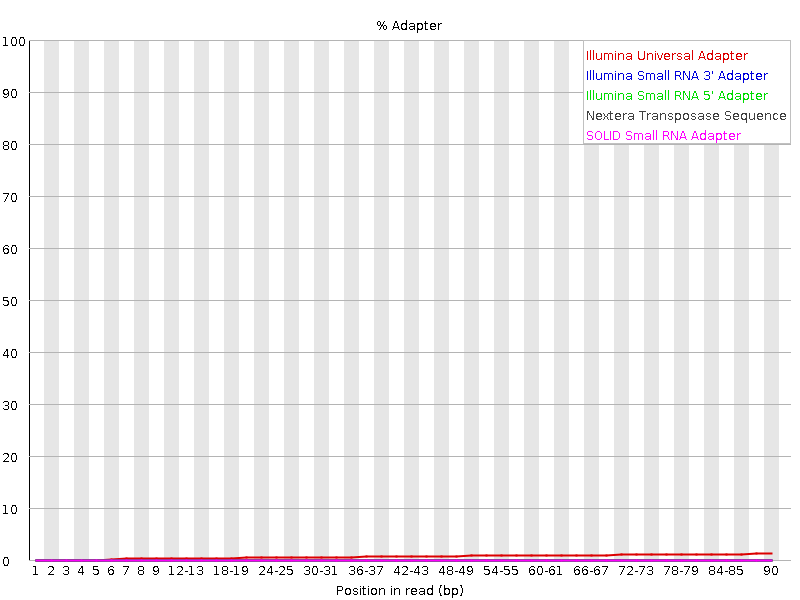 % Adapter
100
90
80
70
60
50
40
30
20
10
0
Illumina Universal Adapter
Illumina Small RNA 3' Adapter
Illumina Small RNA 5' Adapter
Nextera Transposase Sequence
SOLID Small RNA Adapter
1 2 3 4 5 6 7 8 9 12-13 18-19 24-25 30-31 36-37 42-43 48-49 54-55 60-61 66-67 72-73 78-79 84-85 90
Position in read (bp)